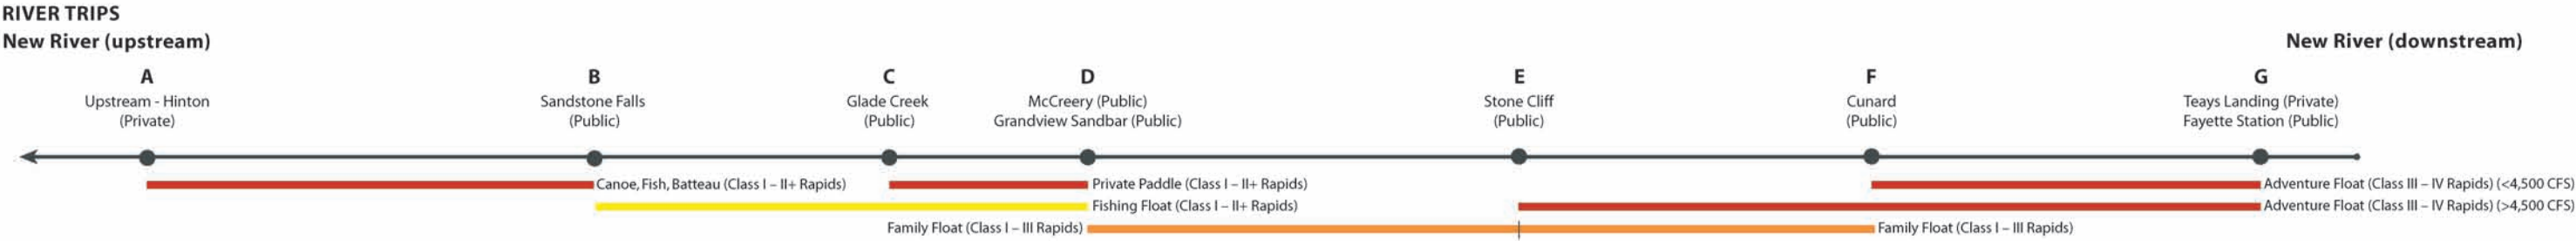 RIVER TRIPS
New River (upstream)
New River (downstream)
A
Upstream - Hinton
(Private)
B
Sandstone Falls
(Public)
C
Glade Creek
(Public)
D
McCreery (Public)
Grandview Sandbar (Public)
E
Stone Cliff
(Public)
F
Cunard
(Public)
G
Teays Landing (Private)
Fayette Station (Public)
Canoe, Fish, Batteau (Class I – II+ Rapids)
Private Paddle (Class I – II+ Rapids)
Adventure Float (Class III – IV Rapids) (<4,500 CFS)
Fishing Float (Class I – II+ Rapids)
Adventure Float (Class III – IV Rapids) (>4,500 CFS)
Family Float (Class I – III Rapids)
Family Float (Class I – III Rapids)